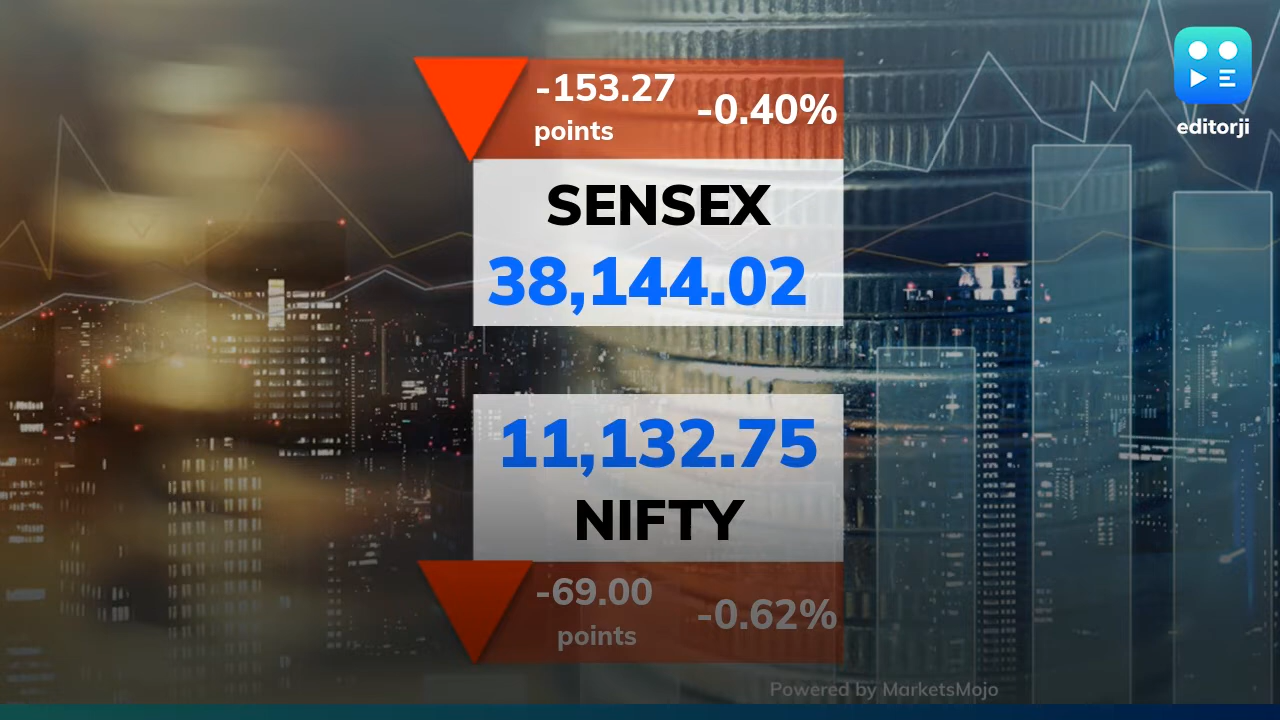 -153.27
points
-0.40%
SENSEX
38,144.02
11,132.75
NIFTY
-69.00
points
-0.62%
editorji
Powered by MarketsMojo